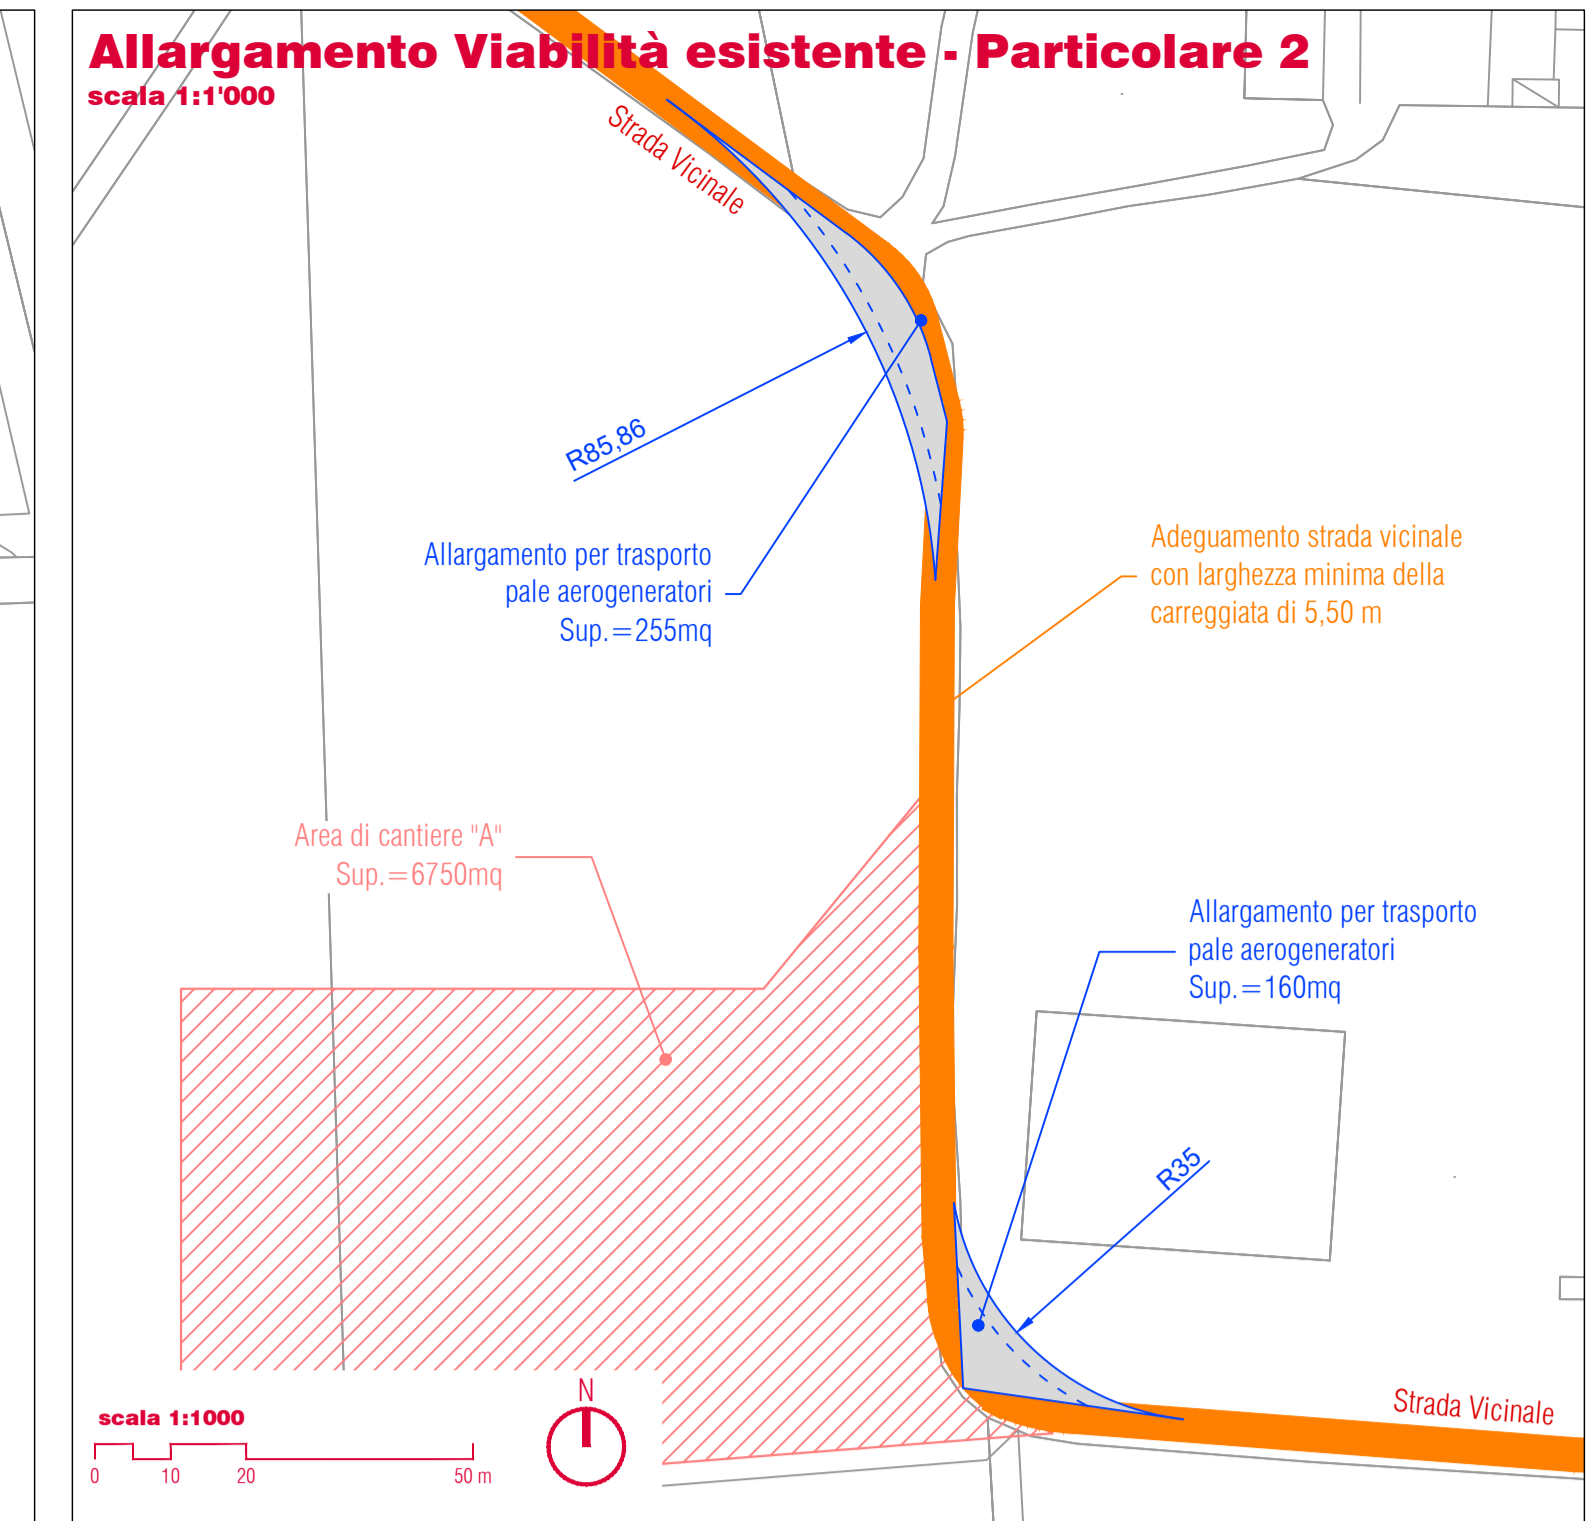 Allargamento Viabilità esistente - Particolare 2
scala 1:1'000
Strada Vicinale
R85,86
Allargamento per trasporto
pale aerogeneratori
Sup.=255mq
Adeguamento strada vicinale
con larghezza minima della
carreggiata di 5,50 m
Area di cantiere "A"
Sup.=6750mq
Allargamento per trasporto
pale aerogeneratori
Sup.=160mq
R35
Strada Vicinale
scala 1:1000
0 10 20 50 m
N